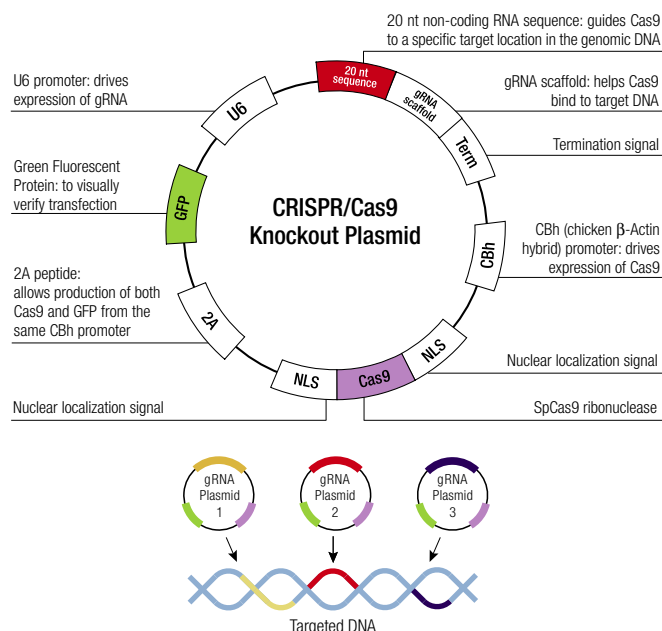 20 nt non-coding RNA sequence: guides Cas9
to a specific target location in the genomic DNA
20 nt
sequence
gRNA
scaffold
gRNA scaffold: helps Cas9
bind to target DNA
Term
Termination signal
U6 promoter: drives
expression of gRNA
U6
Green Fluorescent
Protein: to visually
verify transfection
GFP
CRISPR/Cas9
Knockout Plasmid
CBh
CBh (chicken β-Actin
hybrid) promoter: drives
expression of Cas9
2A peptide:
allows production of both
Cas9 and GFP from the
same CBh promoter
2A
NLS
Cas9
NLS
Nuclear localization signal
Nuclear localization signal
SpCas9 ribonuclease
gRNA
Plasmid
1
gRNA
Plasmid
2
gRNA
Plasmid
3
Targeted DNA